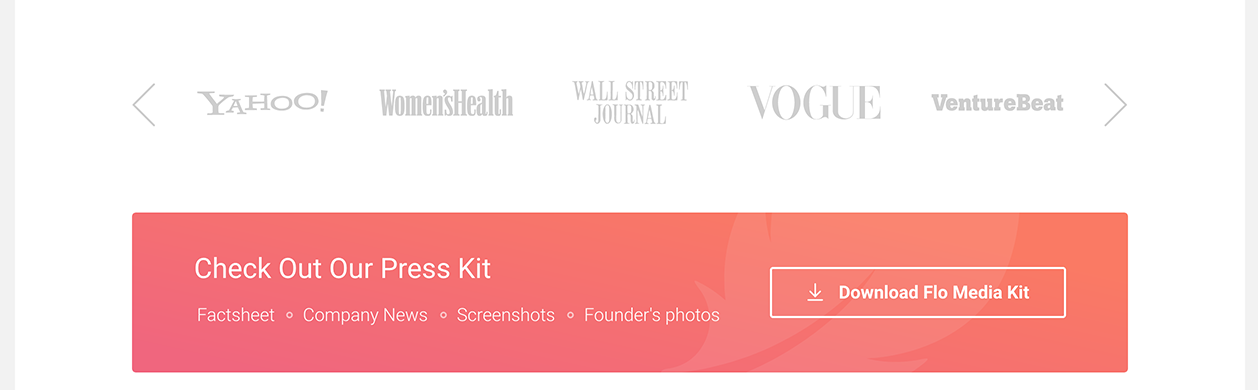 YAHOO!
Women'sHealth
WALL STREET
JOURNAL
VOGUE
VentureBeat
Check Out Our Press Kit
Factsheet
Company News
Screenshots
Founder's photos
Download Flo Media Kit